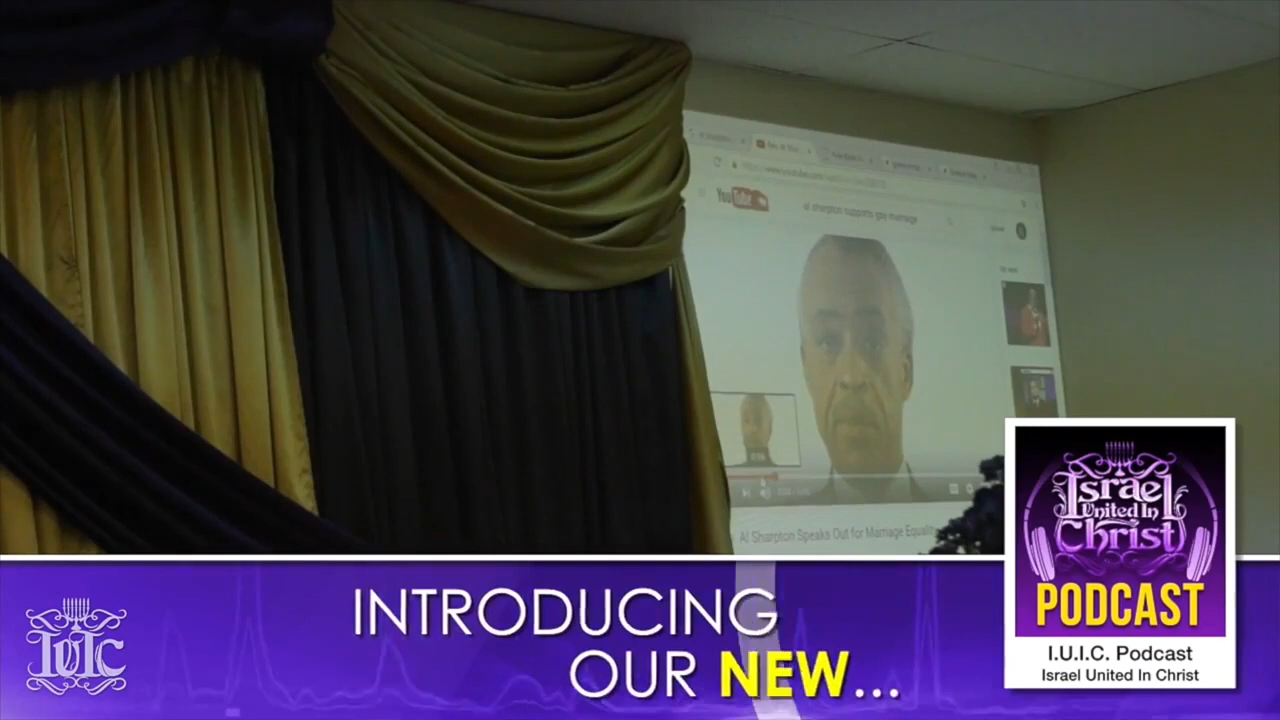 YouTube
al sharpton supports gay marriage
Al Sharpton Speaks Out for Marriage Equality
Israel
United In
Christ
PODCAST
I.U.I.C. Podcast
Israel United In Christ
IUIC
INTRODUCING
OUR NEW...